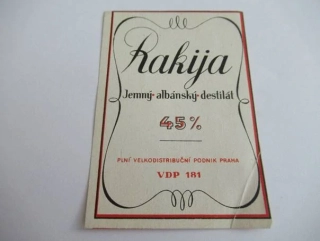 Rakija
Jemný albánský destilát
45%
PLNÍ VELKODISTRIBUČNÍ PODNIK PRAHA
VDP 181